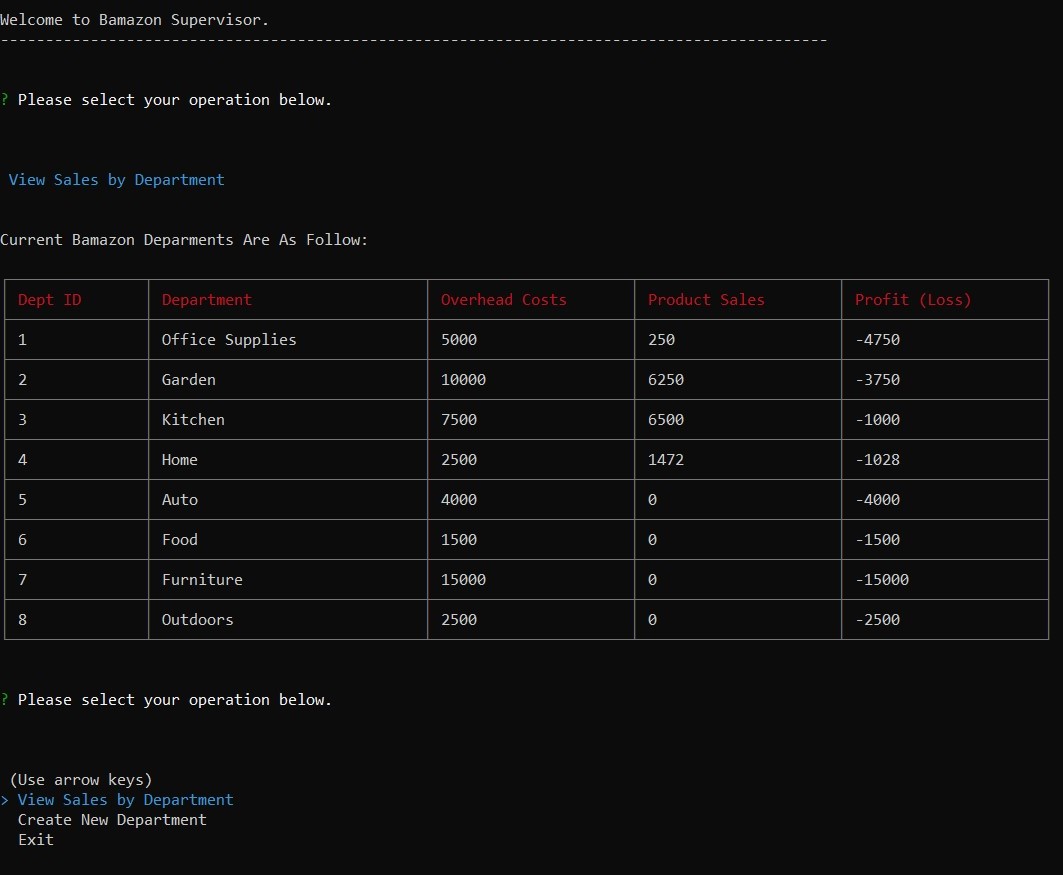 Welcome to Bamazon Supervisor.
--------------------------------------------------------------------------------------------
? Please select your operation below.
View Sales by Department
Current Bamazon Deparments Are As Follow:
Dept ID Department Overhead Costs Product Sales Profit (Loss)
1 Office Supplies 5000 250 -4750
2 Garden 10000 6250 -3750
3 Kitchen 7500 6500 -1000
4 Home 2500 1472 -1028
5 Auto 4000 0 -4000
6 Food 1500 0 -1500
7 Furniture 15000 0 -15000
8 Outdoors 2500 0 -2500
? Please select your operation below.
(Use arrow keys)
> View Sales by Department
Create New Department
Exit